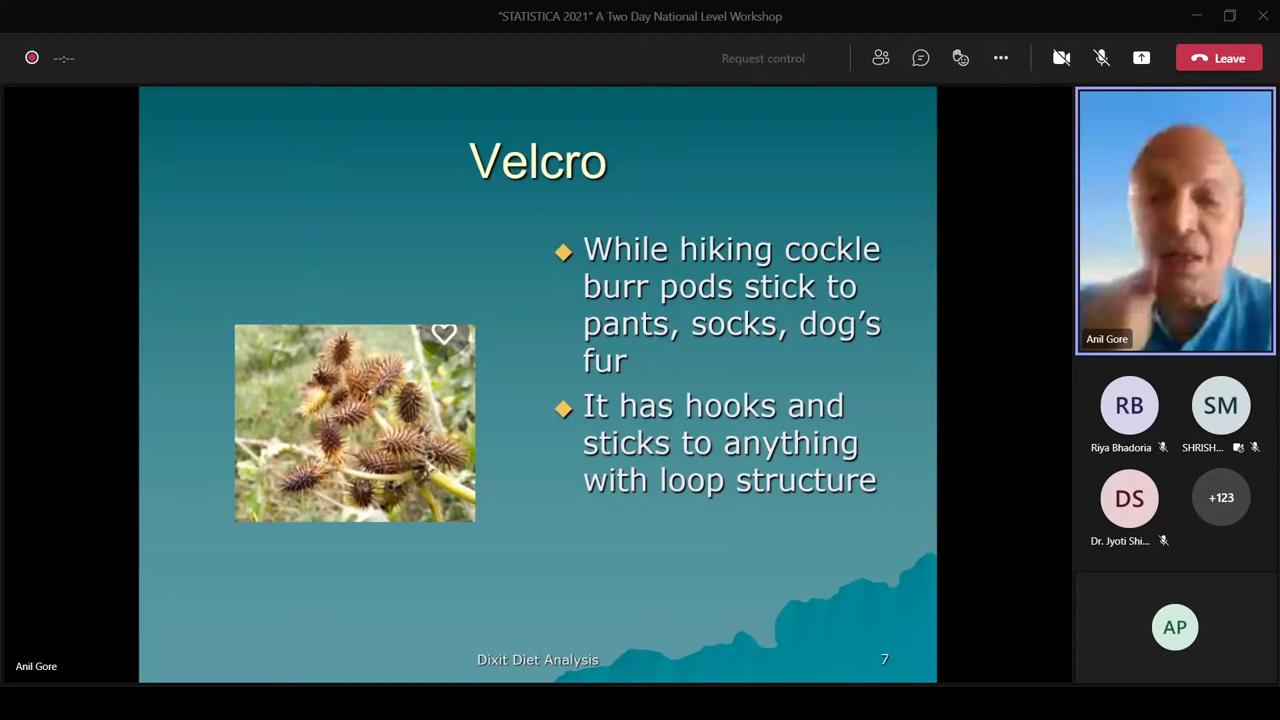 "STATISTICA 2021" A Two Day National Level Workshop
--:--
Request control
Leave
Velcro
While hiking cockle
burr pods stick to
pants, socks, dog’s
fur
It has hooks and
sticks to anything
with loop structure
Dixit Diet Analysis
7
Anil Gore
Anil Gore
RB
SM
Riya Bhadoria
SHRISH...
DS
+123
Dr. Jyoti Shi...
AP